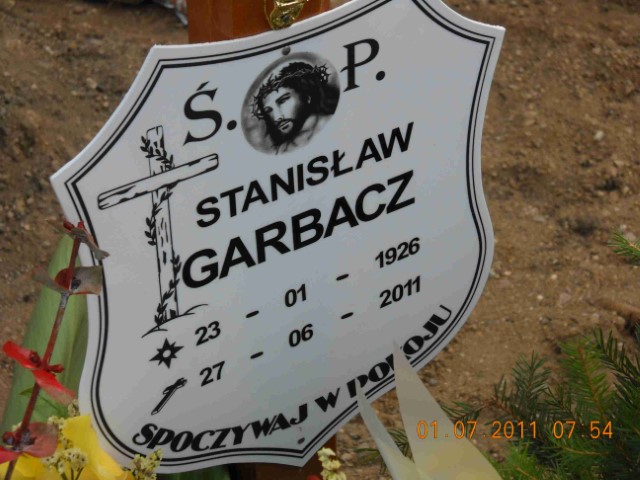 Ś. P.
STANISŁAW
GARBACZ
23 - 01 - 1926
27 - 06 - 2011
SPOCZYWAJ W POKOJU
01.07.2011 07:54